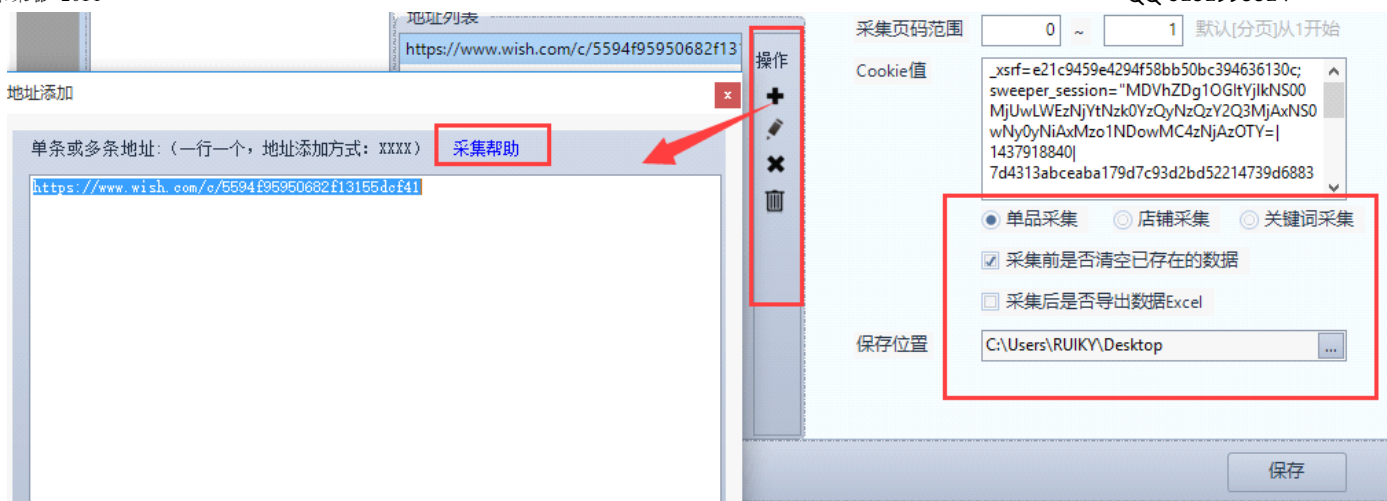 地址列表
https://www.wish.com/c/5594f95950682f131
操作
地址添加
x
单条或多条地址:（一行一个，地址添加方式：XXXX）
采集帮助
https://www.wish.com/c/5594f95950682f13155dcf41
采集页码范围
0 ~ 1 默认[分页]从1开始
Cookie值
_xsrf=e21c9459e4294f58bb50bc394636130c;
sweeper_session="MDVhZDg1OGItYjlkNS00
MjUwLWEzNjYtNzk0YzQyNzQzY2Q3MjAxNS0
wNy0yNiAxMzo1NDowMC4zNjAzOTY=|
1437918840|
7d4313abceaba179d7c93d2bd52214739d6883
单品采集 店铺采集 关键词采集
采集前是否清空已存在的数据
采集后是否导出数据Excel
保存位置
C:\Users\RUIKY\Desktop
...
保存